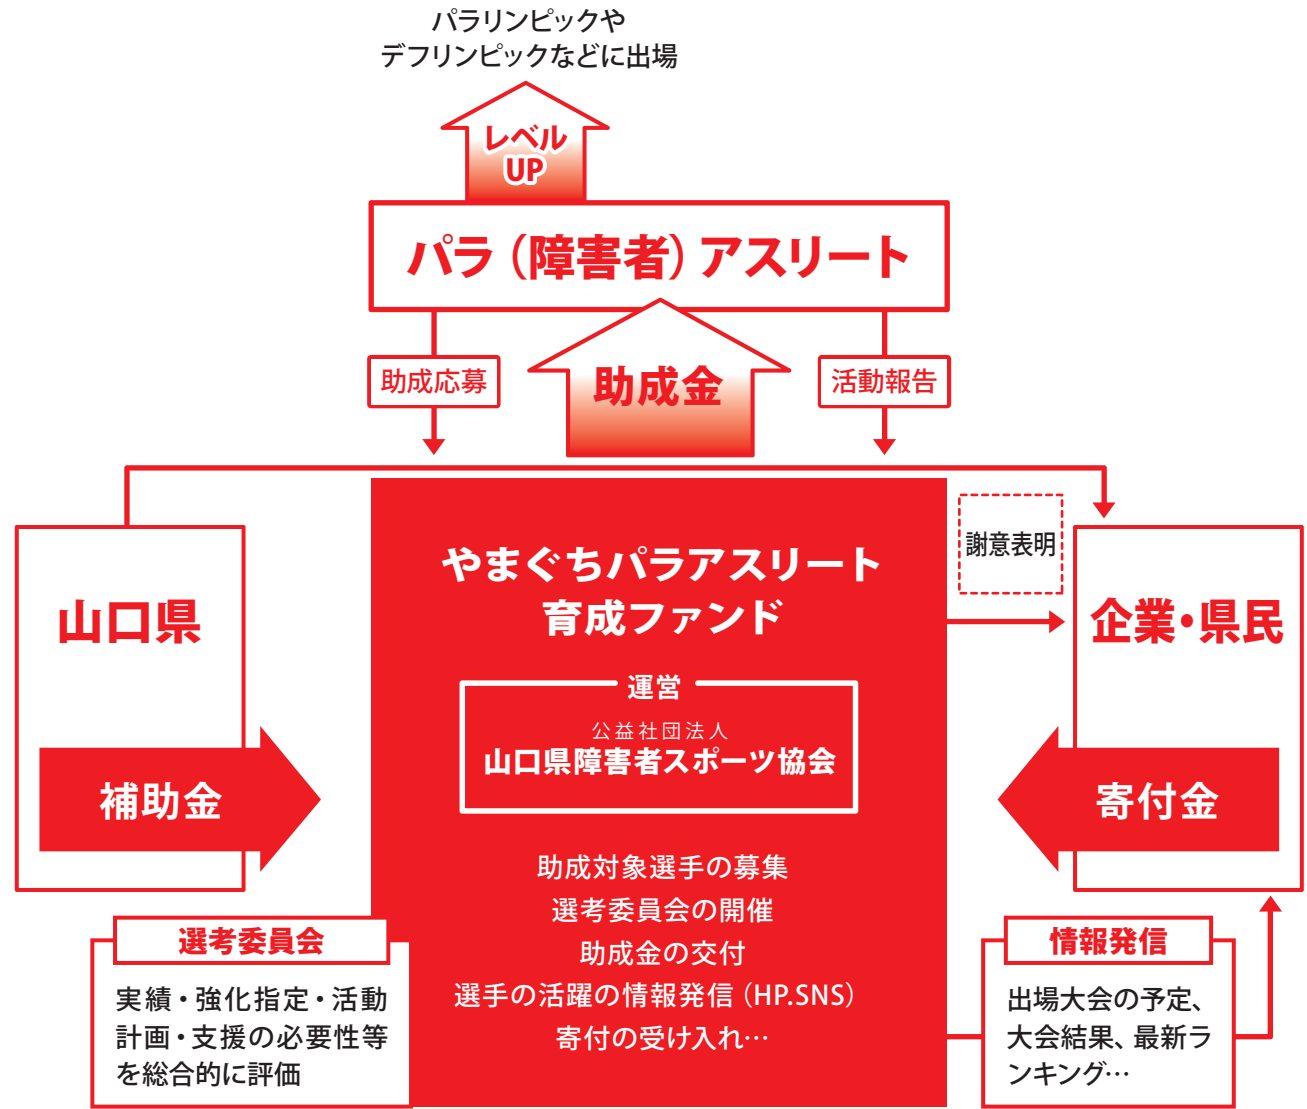 パラリンピックや
デフリンピックなどに出場
レベル
UP
パラ（障害者）アスリート
助成応募
助成金
活動報告
謝意表明
山口県
補助金
やまぐちパラアスリート
育成ファンド
運営
公益社団法人
山口県障害者スポーツ協会
助成対象選手の募集
選考委員会の開催
助成金の交付
選手の活躍の情報発信（HP.SNS）
寄付の受け入れ…
企業・県民
寄付金
選考委員会
実績・強化指定・活動
計画・支援の必要性等
を総合的に評価
情報発信
出場大会の予定、
大会結果、最新ラ
ンキング…